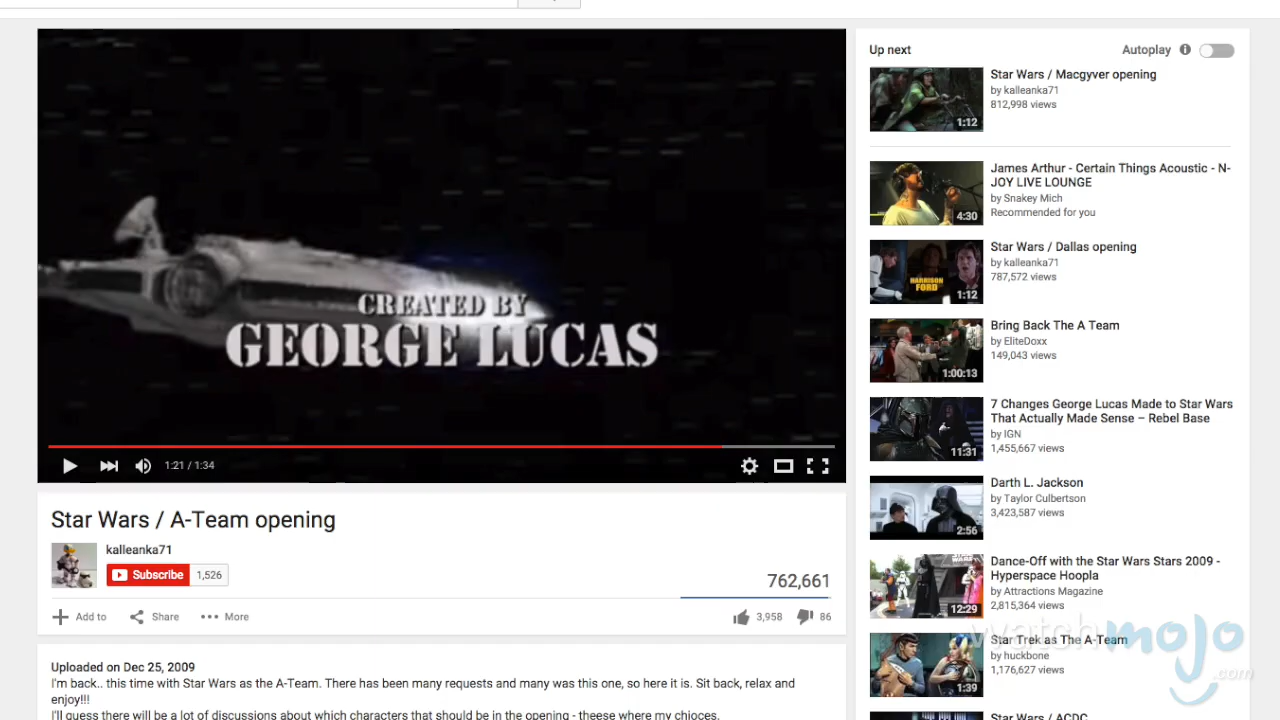 CREATED BY
GEORGE LUCAS
1:21 / 1:34
Star Wars / A-Team opening
kalleanka71
Subscribe 1,526
762,661
Add to Share More 3,958 86
Uploaded on Dec 25, 2009
I'm back.. this time with Star Wars as The A-Team. There has been many requests and many was this one, so here it is. Sit back, relax and
enjoy!!!
I'll guess there will be a lot of discussions about which characters that should be in the opening - theese where my chioces.
Up next Autoplay
Star Wars / Macgyver opening
by kalleanka71
812,998 views
1:12
James Arthur - Certain Things Acoustic - N-
JOY LIVE LOUNGE
by Snakey Mich
Recommended for you
4:30
Star Wars / Dallas opening
by kalleanka71
787,572 views
HARRISON
FORD
1:12
Bring Back The A Team
by EliteDoxx
149,043 views
1:00:13
7 Changes George Lucas Made to Star Wars
That Actually Made Sense – Rebel Base
by IGN
1,455,667 views
11:31
Darth L. Jackson
by Taylor Culbertson
3,423,587 views
2:56
Dance-Off with the Star Wars Stars 2009 -
Hyperspace Hoopla
by Attractions Magazine
2,815,364 views
12:29
Star Trek as The A-Team
by huckbone
1,176,627 views
1:39
Star Wars / ACDC
watchmojo
.com